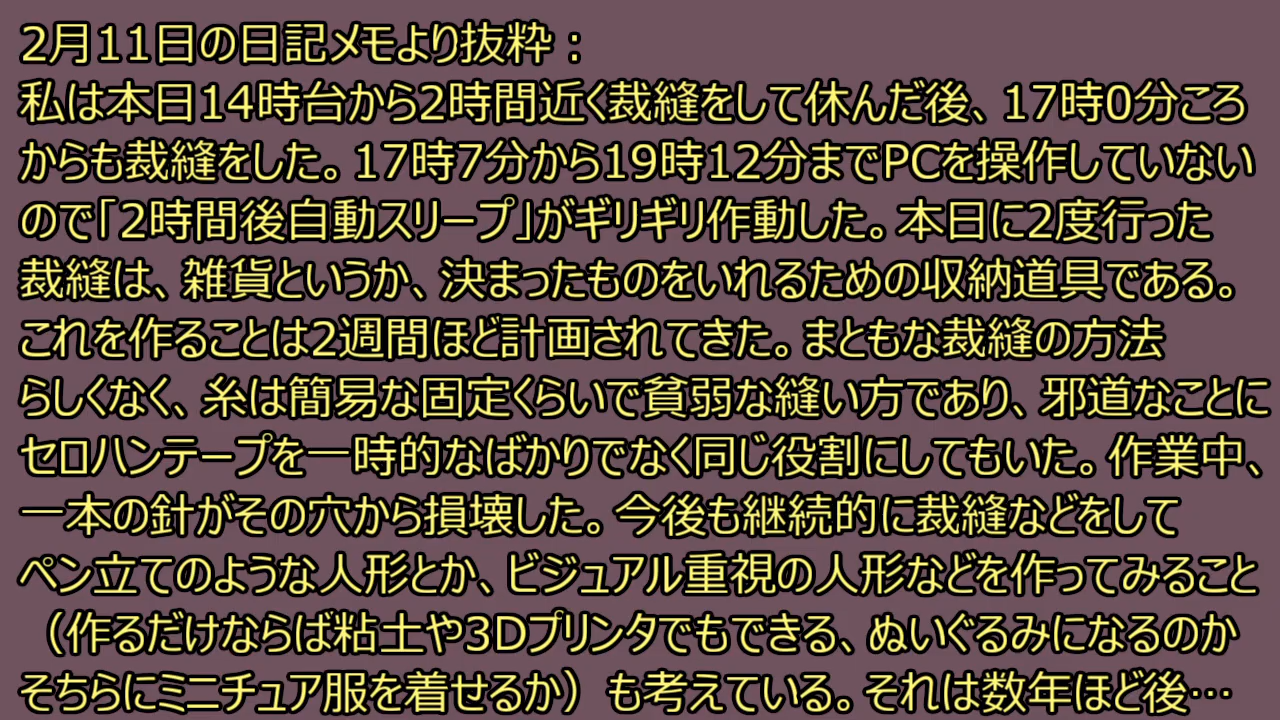 2月11日の日記メモより抜粋：
私は本日14時台から2時間近く裁縫をして休んだ後、17時0分ころ
からも裁縫をした。17時7分から19時12分までPCを操作していない
ので「2時間後自動スリープ」がギリギリ作動した。本日に2度行った
裁縫は、雑貨というか、決まったものをいれるための収納道具である。
これを作ることは2週間ほど計画されてきた。まともな裁縫の方法
らしくなく、糸は簡易な固定くらいで貧弱な縫い方であり、邪道なことに
セロハンテープを一時的なばかりでなく同じ役割にしてもいた。作業中、
一本の針がその穴から損壊した。今後も継続的に裁縫などをして
ペン立てのような人形とか、ビジュアル重視の人形などを作ってみること
（作るだけならば粘土や3Dプリンタでもできる、ぬいぐるみになるのか
そちらにミニチュア服を着せるか）も考えている。それは数年ほど後…